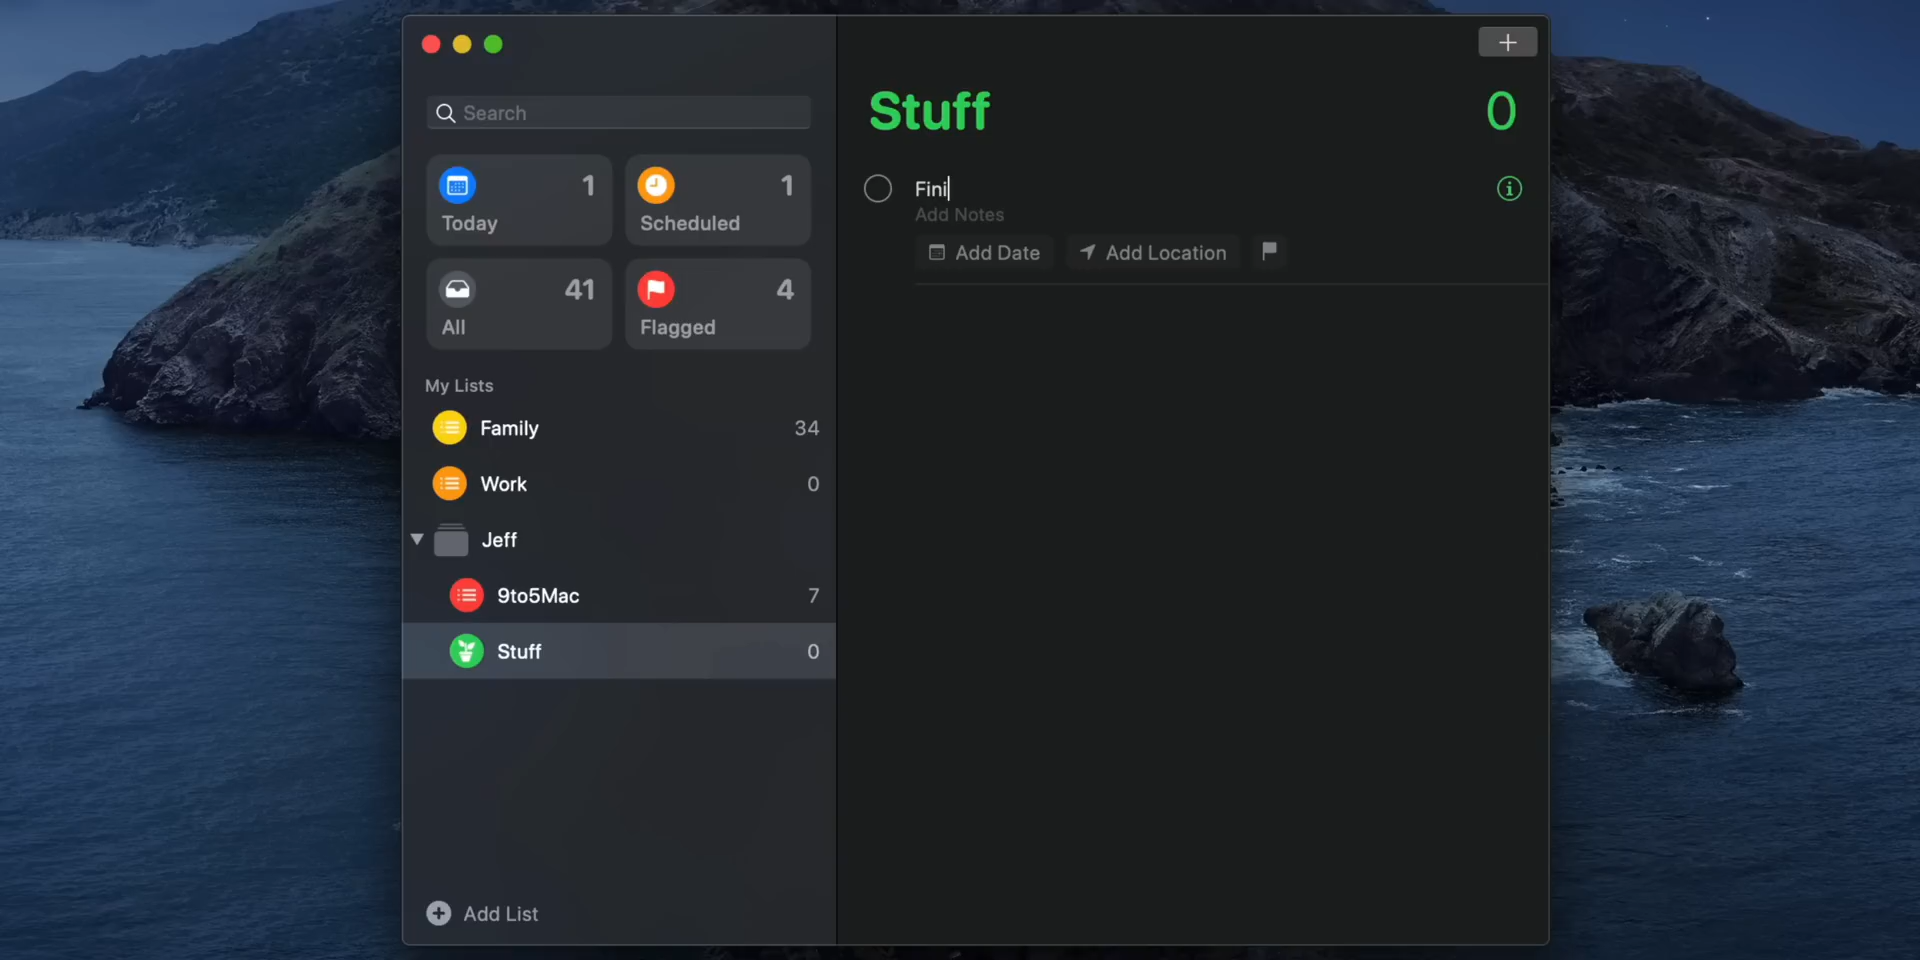 Search
1
Today
1
Scheduled
41
All
4
Flagged
My Lists
Family 34
Work 0
Jeff
9to5Mac 7
Stuff 0
Add List
Stuff 0
Fini
Add Notes
Add Date Add Location